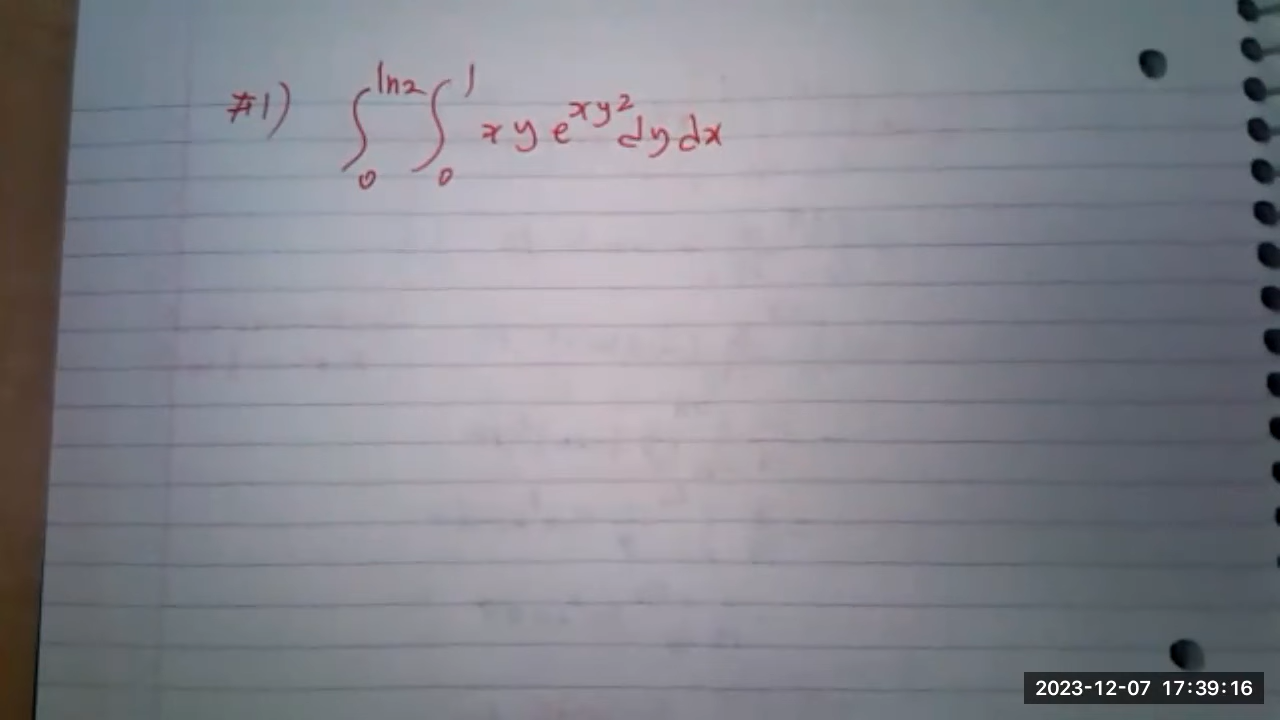 #1) ∫₀^{ln2} ∫₀^{1} xy e^{xy²} dy dx
2023-12-07 17:39:16